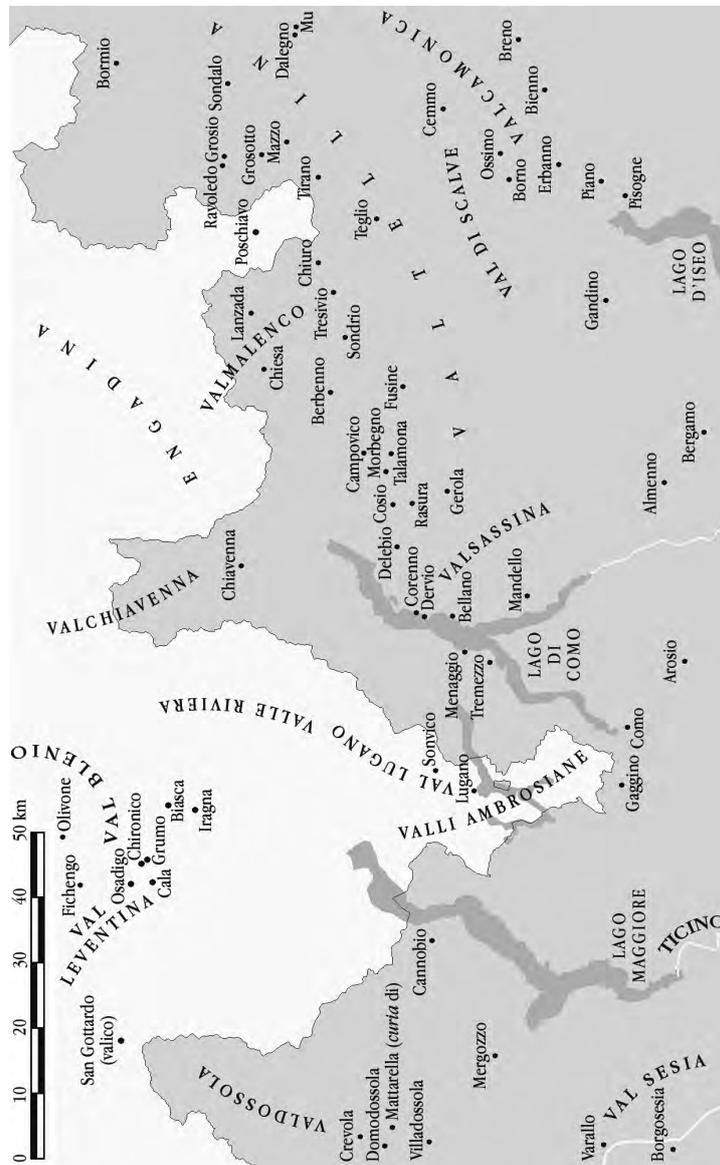 0 10 20 30 40 50 km
San Gottardo
(valico)
Fichengo
Olivone
VAL BLENIO
VAL
LEVENTINA
Osadigo
Chironico
Grumo
Cala
Biasca
Iragna
VALCHIAVENNA
Chiavenna
ENGADINA
Bormio
Ravoledo
Grosio
Sondalo
Grosotto
Mazzo
Dalegno
Mu
Tirano
Poschiavo
Lanzada
Chiuro
Teglio
VALMALENCO
Chiesa
Tresivio
Sondrio
Berbenno
VALTELLINA
Campovico
Morbegno
Talamona
Fusine
Cosio
Rasura
Gerola
Delebio
VALDOSSOLA
Crevola
Domodossola
Mattarella (curia di)
Villadossola
Cannobio
Mergozzo
VALLE RIVIERA
VAL LUGANO
Sonvico
Lugano
VALLI AMBROSIANE
Menaggio
Tremezzo
Corenno
Dervio
Bellano
VALSASSINA
Mandello
LAGO
DI
COMO
VAL DI SCALVE
Cemmo
VALCAMONICA
Breno
Bienno
Ossimo
Borno
Erbanno
Piano
Pisogne
LAGO
D'ISEO
Gandino
Almenno
Bergamo
Arosio
Como
Gaggino
LAGO
MAGGIORE
TICINO
VAL SESIA
Varallo
Borgosesia